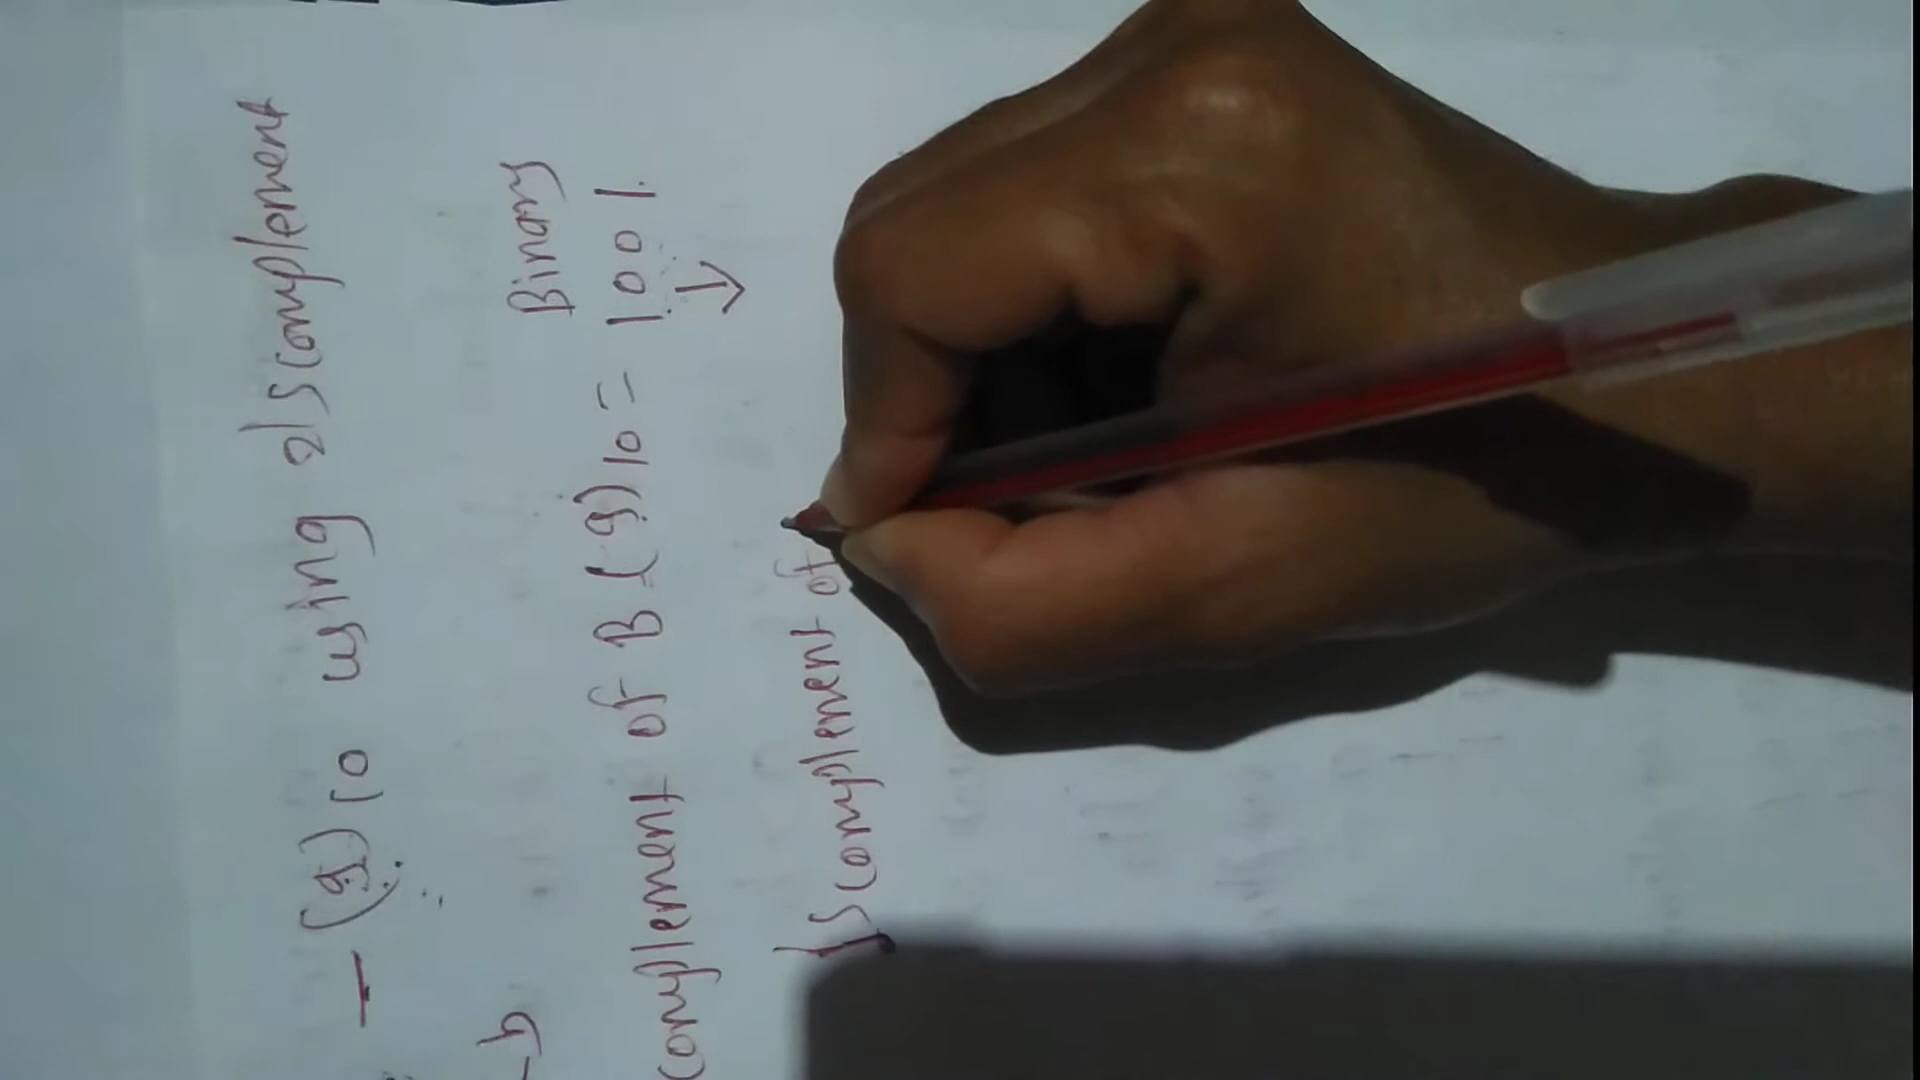 - (9)10 using 2's complement
-b
Binary
complement of B (9)10 = 1001
↓
1's complement of